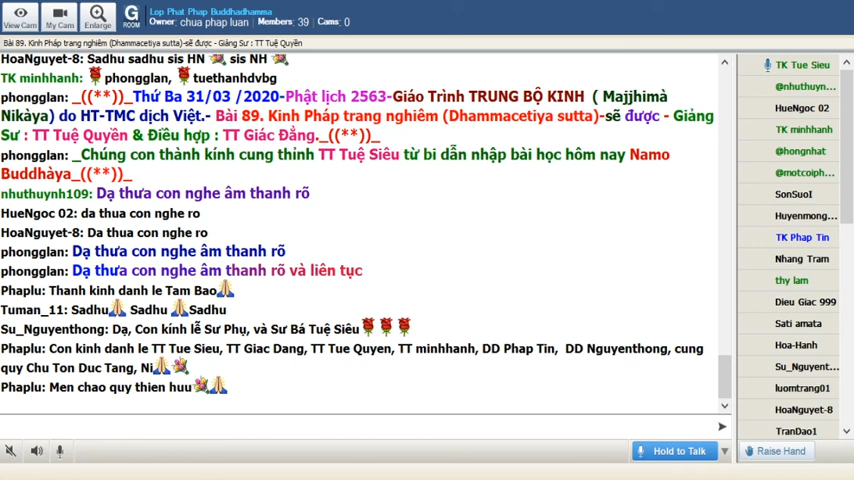 View Cam
My Cam
Enlarge
G
ROOM
Lop Phat Phap Buddhadhamma
Owner: chua phap luan Members: 39 Cams: 0
Bài 89. Kinh Pháp trang nghiêm (Dhammacetiya sutta)-sẽ được - Giảng Sư : TT Tuệ Quyền
HoaNguyet-8: Sadhu sadhu sis HN sis NH
TK minhhanh: phongglan, tuethanhdvbg
phongglan: _((**))_Thứ Ba 31/03 /2020-Phật lịch 2563-Giáo Trình TRUNG BỘ KINH ( Majjhimà
Nikàya) do HT-TMC dịch Việt.- Bài 89. Kinh Pháp trang nghiêm (Dhammacetiya sutta)-sẽ được - Giảng
Sư : TT Tuệ Quyền & Điều hợp : TT Giác Đẳng._((**))_
phongglan: _Chúng con thành kính cung thỉnh TT Tuệ Siêu từ bi dẫn nhập bài học hôm nay Namo
Buddhàya_((**))_
nhuthuynh109: Dạ thưa con nghe âm thanh rõ
HueNgoc 02: da thua con nghe ro
HoaNguyet-8: Da thua con nghe ro
phongglan: Dạ thưa con nghe âm thanh rõ
phongglan: Dạ thưa con nghe âm thanh rõ và liên tục
Phaplu: Thanh kinh danh le Tam Bao
Tuman_11: Sadhu Sadhu Sadhu
Su_Nguyenthong: Dạ, Con kính lễ Sư Phụ, và Sư Bá Tuệ Siêu
Phaplu: Con kinh danh le TT Tue Sieu, TT Giac Dang, TT Tue Quyen, TT minhhanh, DD Phap Tin, DD Nguyenthong, cung
quy Chu Ton Duc Tang, Ni
Phaplu: Men chao quy thien huu
Hold to Talk
TK Tue Sieu
@nhuthuyn...
HueNgoc 02
TK minhhanh
@hongnhat
@motcoiph...
SonSuoI
Huyenmong...
TK Phap Tin
Nhang Tram
thy lam
Dieu Giac 999
Sati amata
Hoa-Hanh
Su_Nguyent...
luomtrang01
HoaNguyet-8
TranDao1
Raise Hand